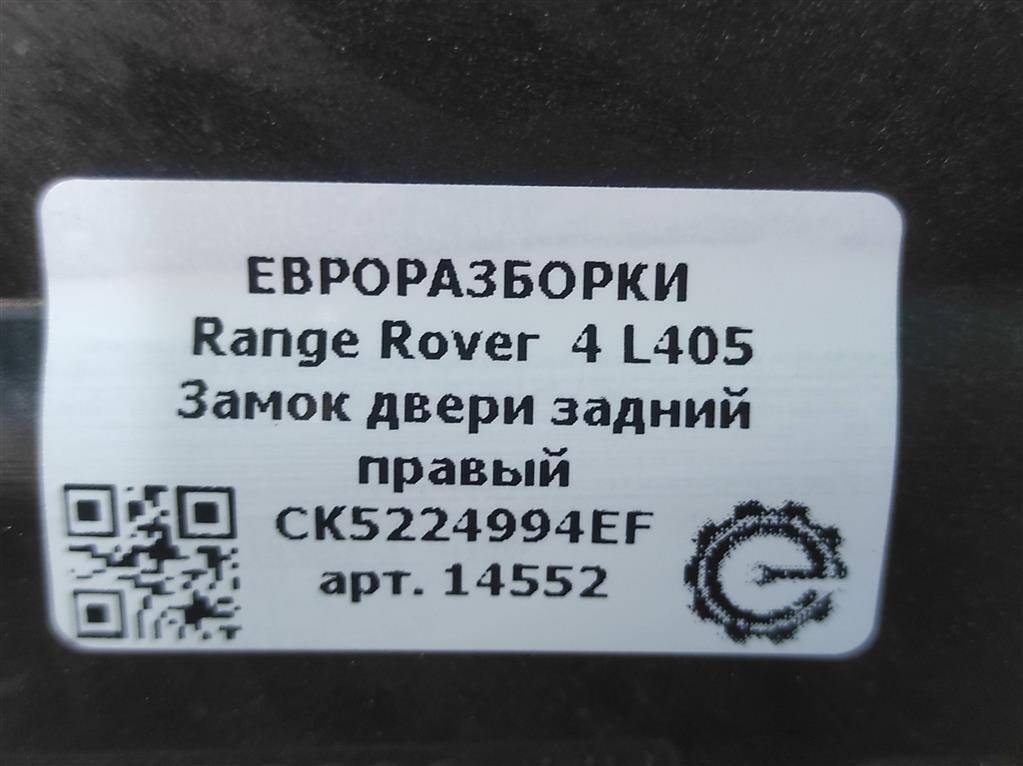 ЕВРОРАЗБОРКИ
Range Rover 4 L405
Замок двери задний
правый
CK5224994EF
арт. 14552